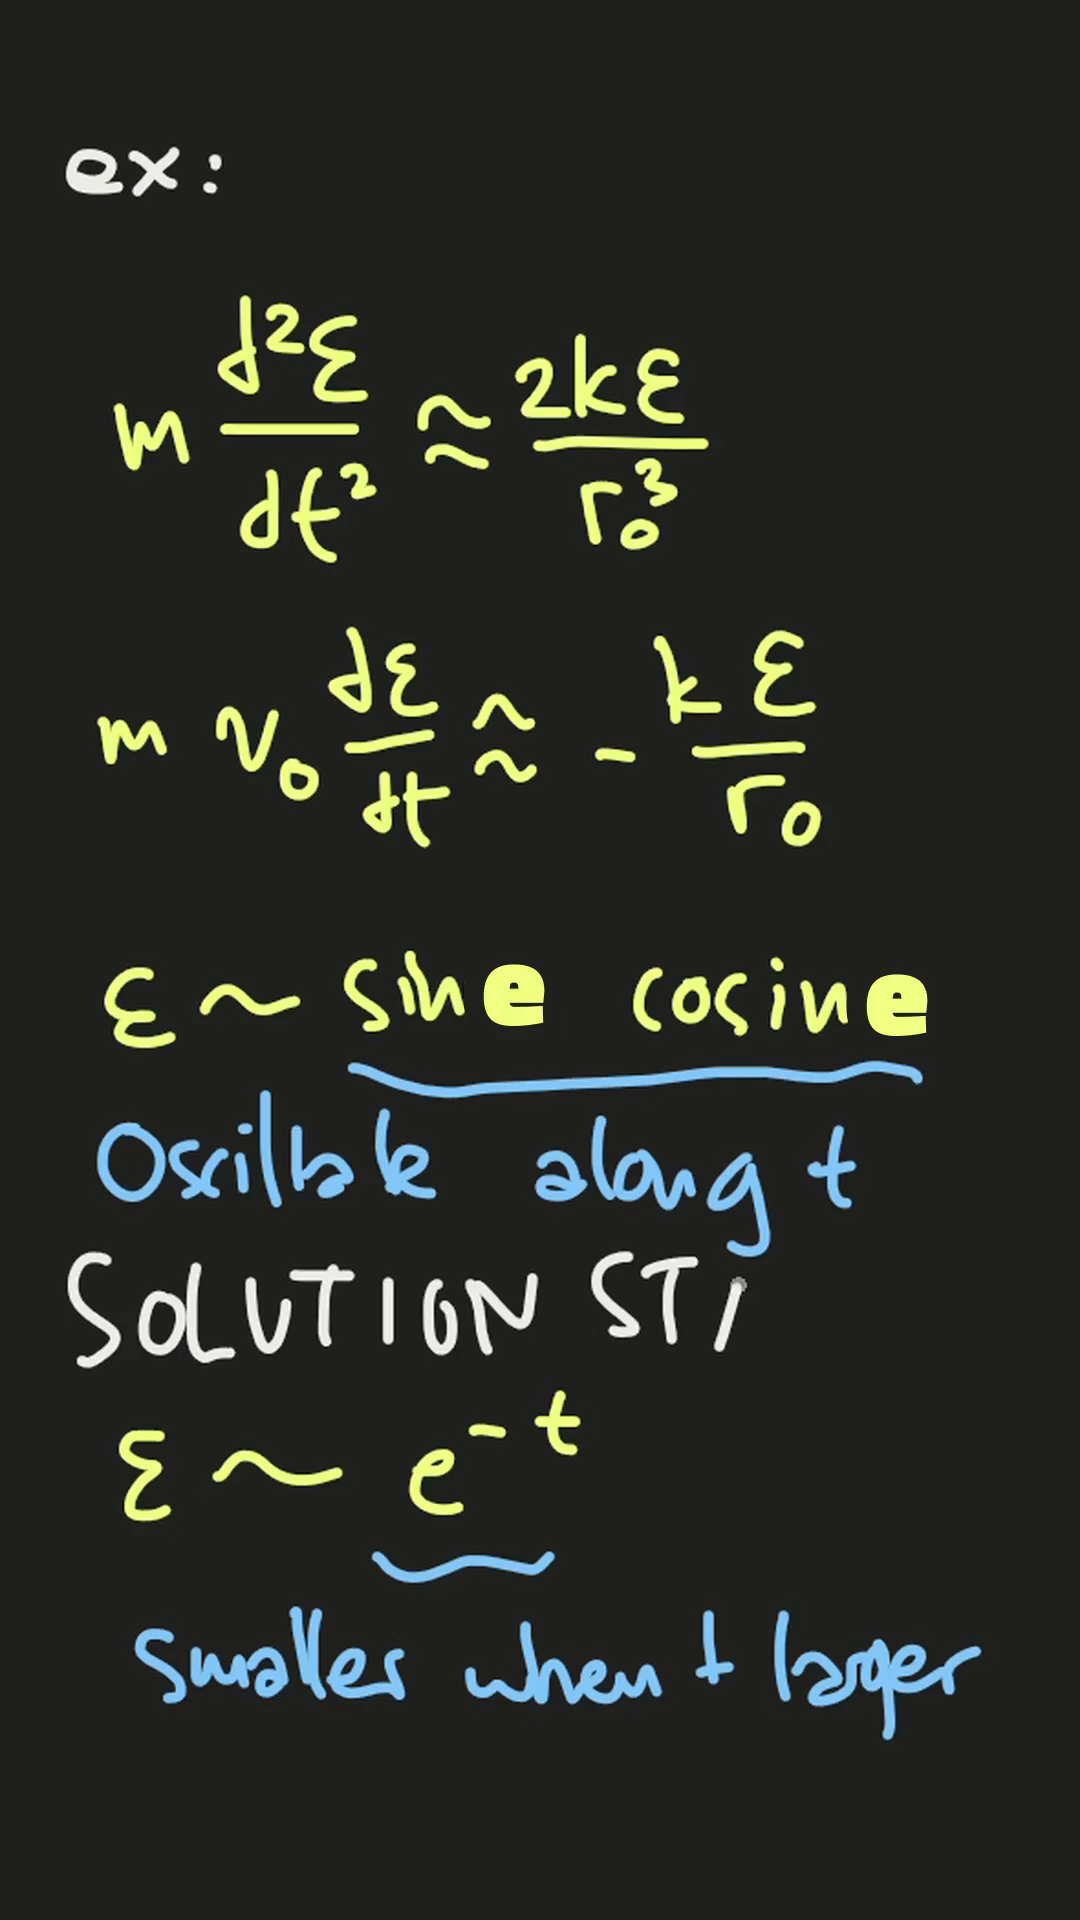 ex:
m d²ε/dt² ≈ 2kε/r₀³
m v₀ dε/dt ≈ - kε/r₀
ε ~ sine cosine
Oscillate along t
SOLUTION ST
ε ~ e⁻ᵗ
smaller when t larger